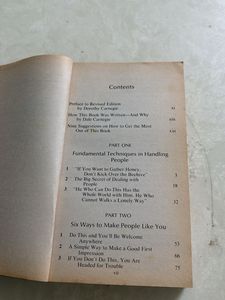 Contents
Preface to Revised Edition
by Dorothy Carnegie xi
How This Book Was Written—And Why
by Dale Carnegie xv
Nine Suggestions on How to Get the Most
Out of This Book xxi
PART ONE
Fundamental Techniques in Handling
People
1 "If You Want to Gather Honey,
Don't Kick Over the Beehive" 3
2 The Big Secret of Dealing with
People 18
3 "He Who Can Do This Has the
Whole World with Him. He Who
Cannot Walks a Lonely Way" 32
PART TWO
Six Ways to Make People Like You
1 Do This and You'll Be Welcome
Anywhere 53
2 A Simple Way to Make a Good First
Impression 66
3 If You Don't Do This, You Are
Headed for Trouble 75
vii